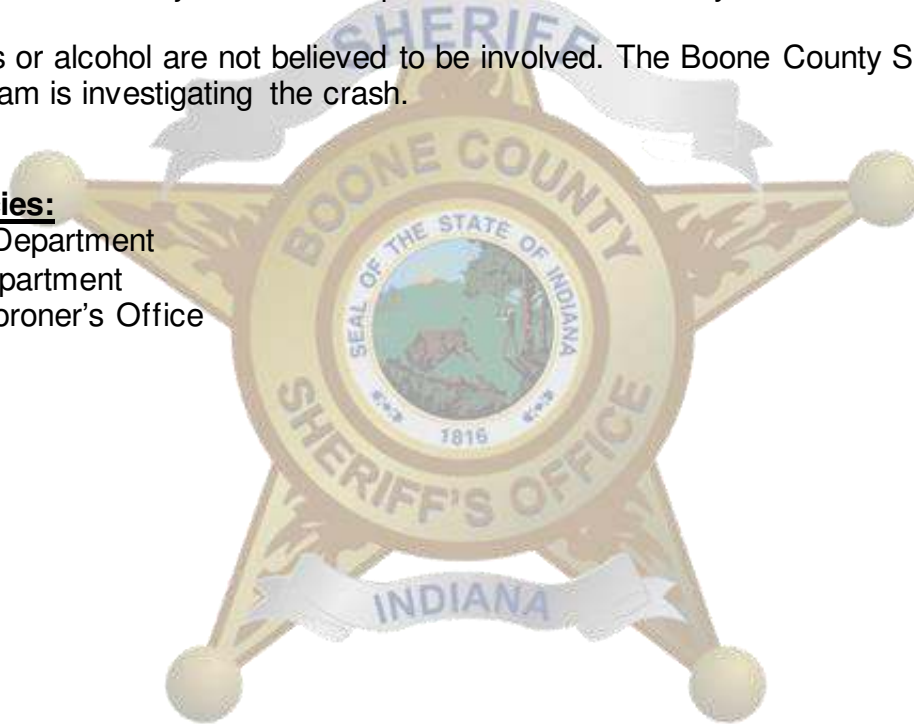 s or alcohol are not believed to be involved. The Boone County S
am is investigating the crash.
ies:
Department
partment
oroner's Office
SHERIFF
BOONE COUNTY
SEAL OF THE STATE OF INDIANA
1816
SHERIFF'S OFFICE
INDIANA